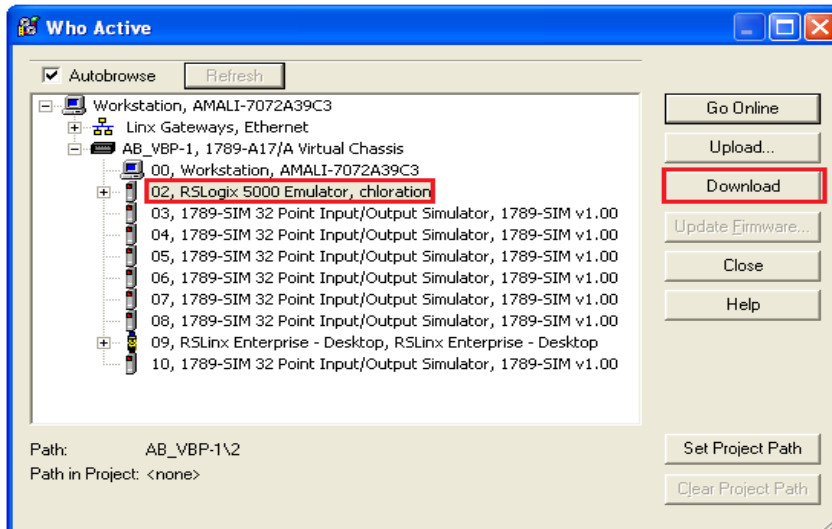 Who Active
Autobrowse
Refresh
Workstation, AMALI-7072A39C3
Linx Gateways, Ethernet
AB_VBP-1, 1789-A17/A Virtual Chassis
00, Workstation, AMALI-7072A39C3
02, RSLogix 5000 Emulator, chloration
03, 1789-SIM 32 Point Input/Output Simulator, 1789-SIM v1.00
04, 1789-SIM 32 Point Input/Output Simulator, 1789-SIM v1.00
05, 1789-SIM 32 Point Input/Output Simulator, 1789-SIM v1.00
06, 1789-SIM 32 Point Input/Output Simulator, 1789-SIM v1.00
07, 1789-SIM 32 Point Input/Output Simulator, 1789-SIM v1.00
08, 1789-SIM 32 Point Input/Output Simulator, 1789-SIM v1.00
09, RSLinx Enterprise - Desktop, RSLinx Enterprise - Desktop
10, 1789-SIM 32 Point Input/Output Simulator, 1789-SIM v1.00
Go Online
Upload...
Download
Update Firmware...
Close
Help
Path: AB_VBP-1\2
Path in Project: <none>
Set Project Path
Clear Project Path